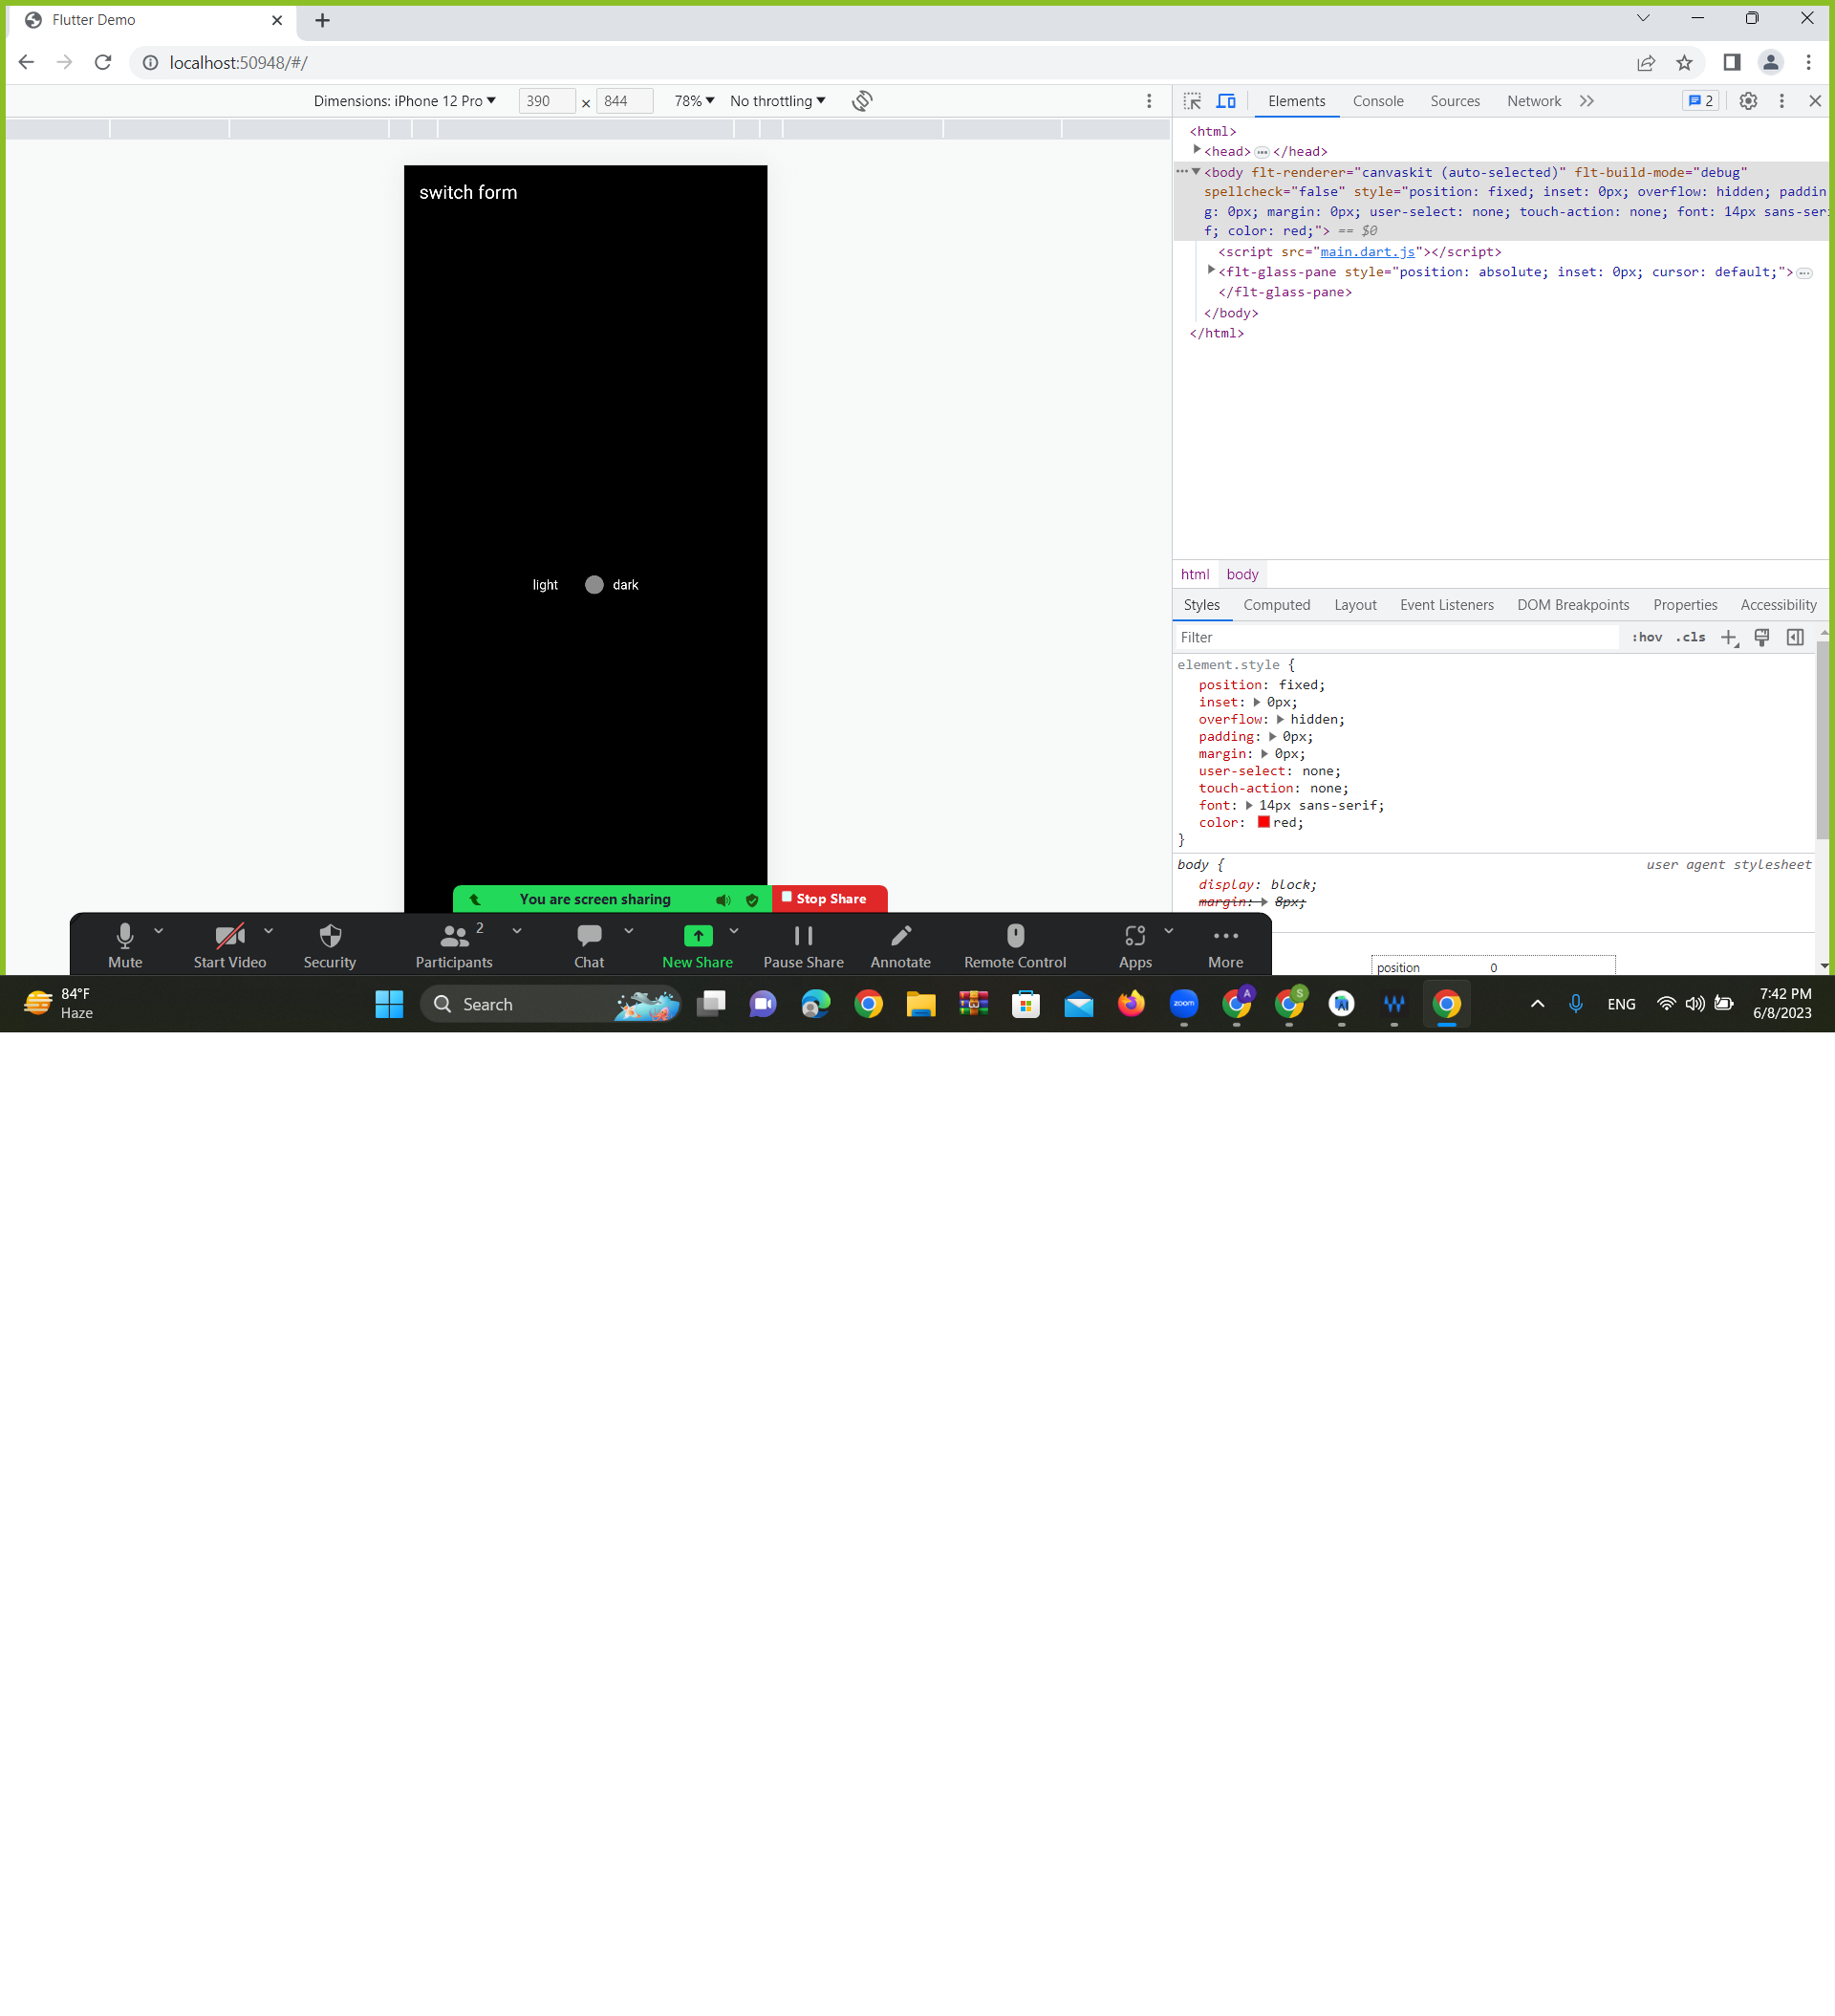 Flutter Demo
localhost:50948/#/
Dimensions: iPhone 12 Pro 390 × 844 78% No throttling
Elements Console Sources Network 2
switch form
light dark
<html>
<head> </head>
<body flt-renderer="canvaskit (auto-selected)" flt-build-mode="debug"
spellcheck="false" style="position: fixed; inset: 0px; overflow: hidden; paddin
g: 0px; margin: 0px; user-select: none; touch-action: none; font: 14px sans-seri
f; color: red;"> == $0
<script src="main.dart.js"></script>
<flt-glass-pane style="position: absolute; inset: 0px; cursor: default;">
</flt-glass-pane>
</body>
</html>
html body
Styles Computed Layout Event Listeners DOM Breakpoints Properties Accessibility
Filter :hov .cls
element.style {
position: fixed;
inset: 0px;
overflow: hidden;
padding: 0px;
margin: 0px;
user-select: none;
touch-action: none;
font: 14px sans-serif;
color: red;
}
body { user agent stylesheet
display: block;
margin: 8px;
position 0
You are screen sharing Stop Share
Mute Start Video Security Participants 2 Chat New Share Pause Share Annotate Remote Control Apps More
84°F
Haze
Search
zoom
A
S
ENG
7:42 PM
6/8/2023